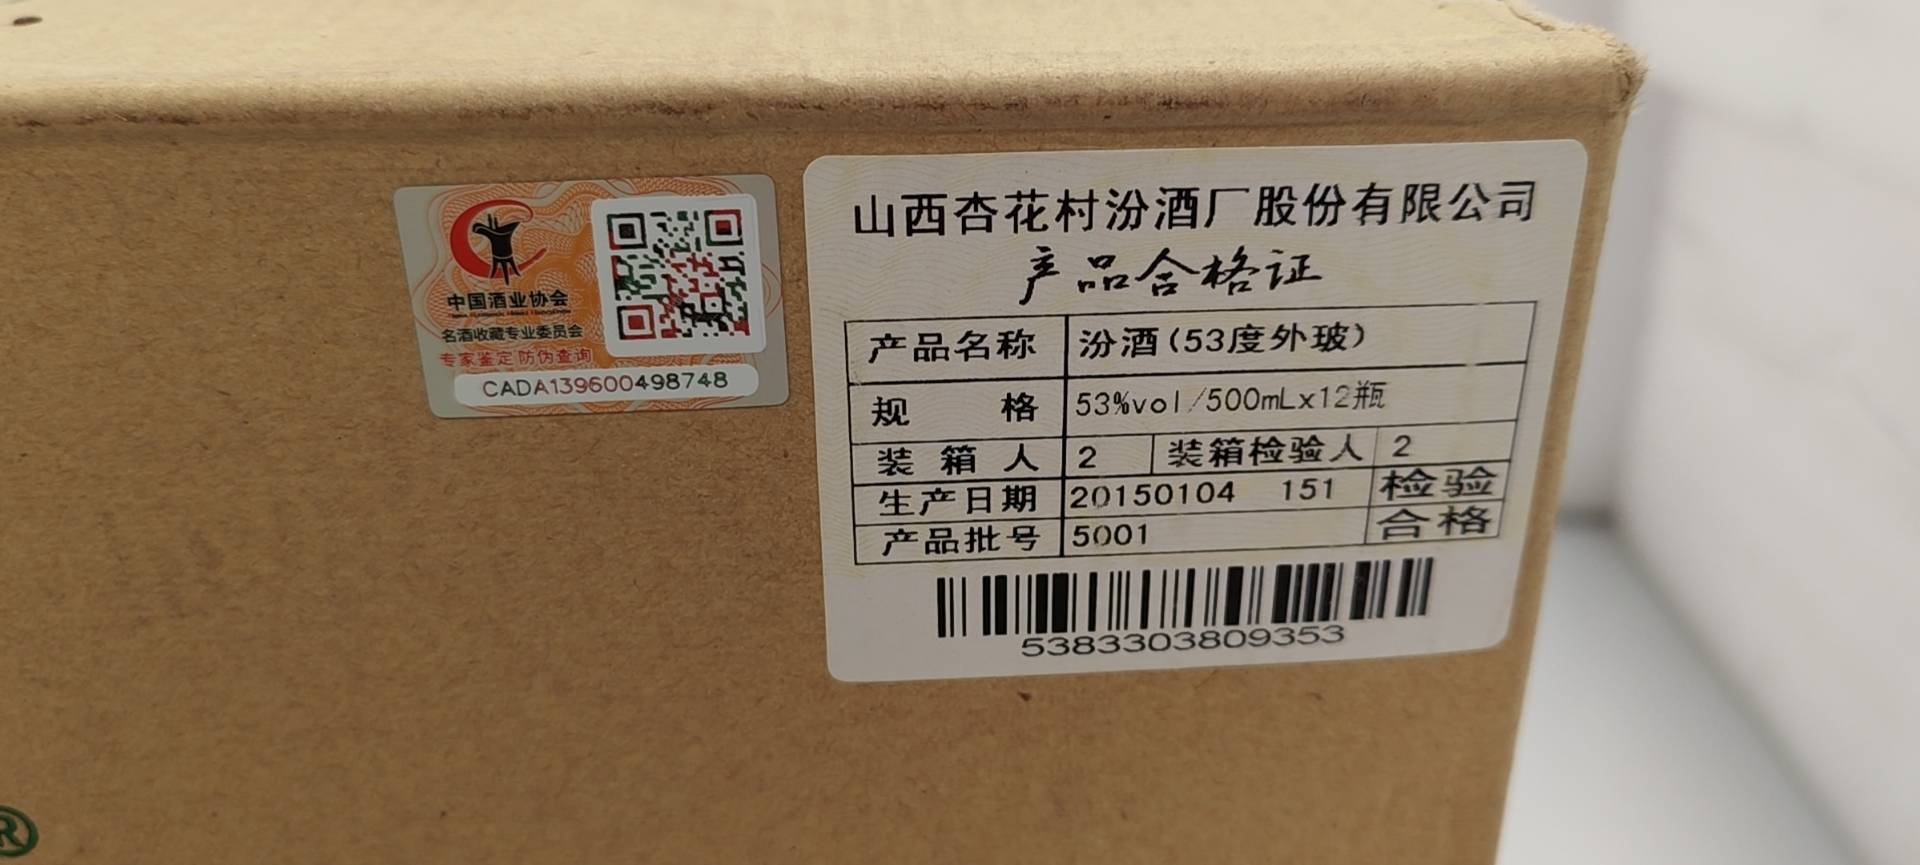 中国酒业协会
名酒收藏专业委员会
专家鉴定 防伪查询
CADA139600498748
山西杏花村汾酒厂股份有限公司
产品合格证
产品名称 汾酒(53度外玻)
规 格 53%vol/500mLx12瓶
装 箱 人 2 装箱检验人 2
生产日期 20150104 151 检验
产品批号 5001 合格
5383303809353
®